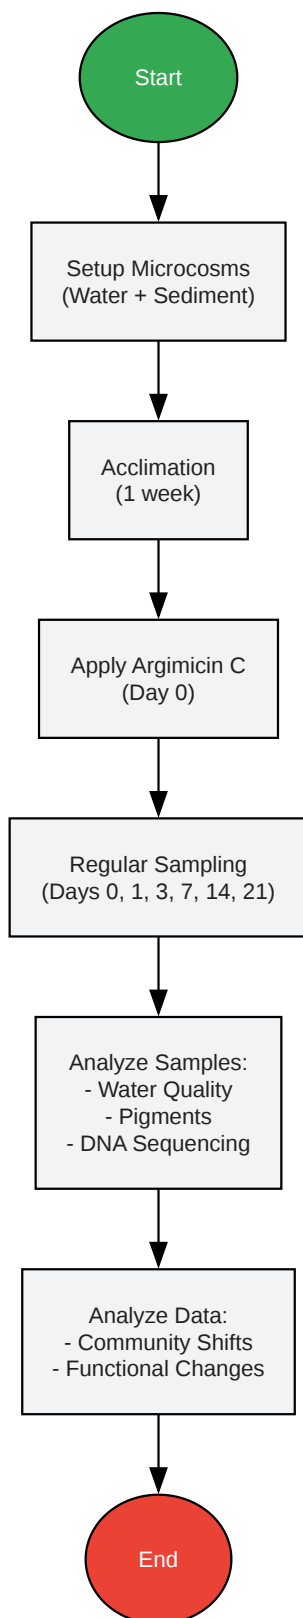 Start
Setup Microcosms
(Water + Sediment)
Acclimation
(1 week)
Apply Argimicin C
(Day 0)
Regular Sampling
(Days 0, 1, 3, 7, 14, 21)
Analyze Samples:
- Water Quality
- Pigments
- DNA Sequencing
Analyze Data:
- Community Shifts
- Functional Changes
End